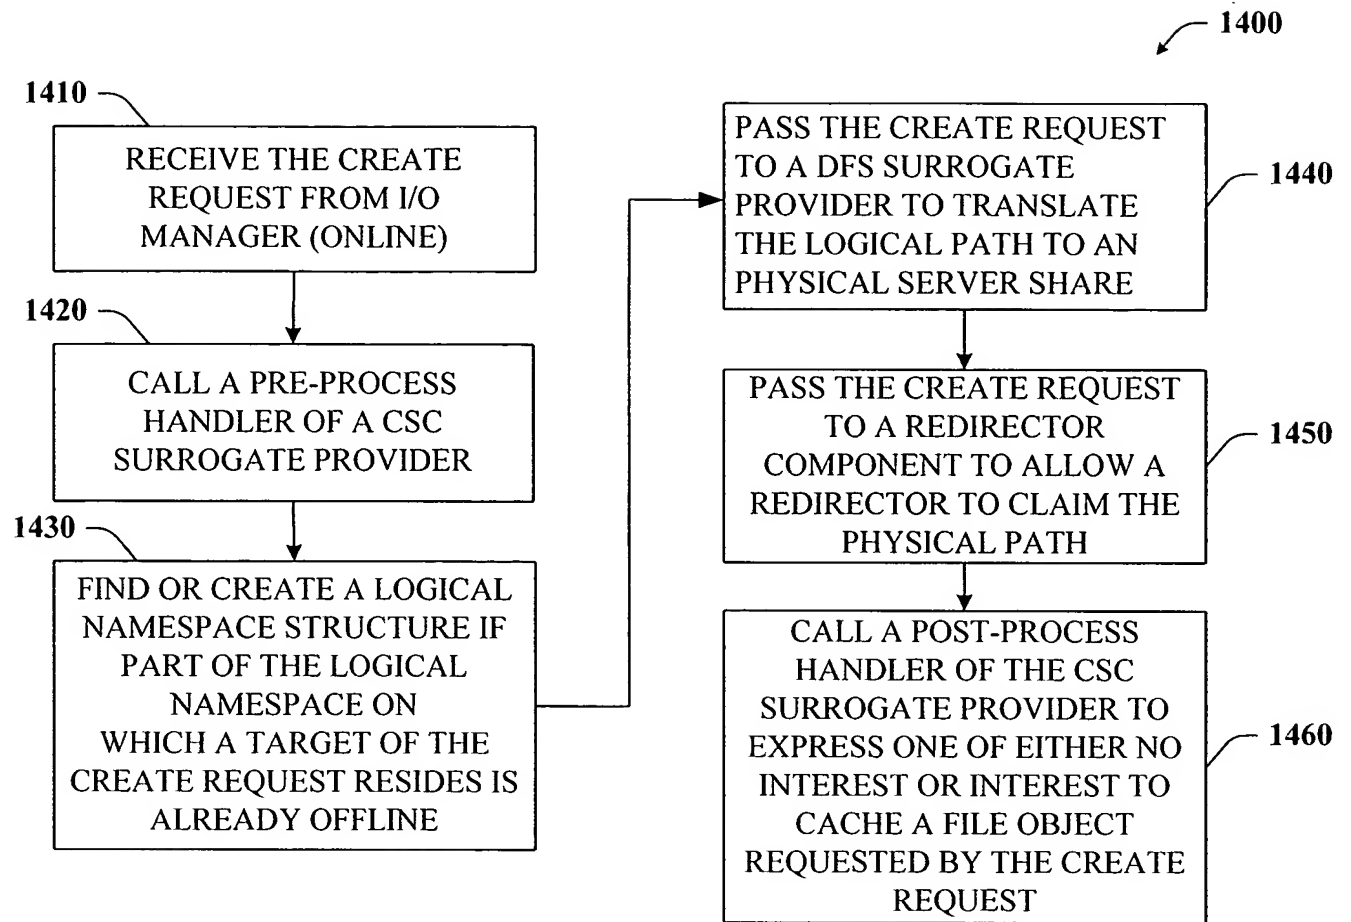 1400
1410
RECEIVE THE CREATE
REQUEST FROM I/O
MANAGER (ONLINE)
1420
CALL A PRE-PROCESS
HANDLER OF A CSC
SURROGATE PROVIDER
1430
FIND OR CREATE A LOGICAL
NAMESPACE STRUCTURE IF
PART OF THE LOGICAL
NAMESPACE ON
WHICH A TARGET OF THE
CREATE REQUEST RESIDES IS
ALREADY OFFLINE
PASS THE CREATE REQUEST
TO A DFS SURROGATE
PROVIDER TO TRANSLATE
THE LOGICAL PATH TO AN
PHYSICAL SERVER SHARE
1440
PASS THE CREATE REQUEST
TO A REDIRECTOR
COMPONENT TO ALLOW A
REDIRECTOR TO CLAIM THE
PHYSICAL PATH
1450
CALL A POST-PROCESS
HANDLER OF THE CSC
SURROGATE PROVIDER TO
EXPRESS ONE OF EITHER NO
INTEREST OR INTEREST TO
CACHE A FILE OBJECT
REQUESTED BY THE CREATE
REQUEST
1460